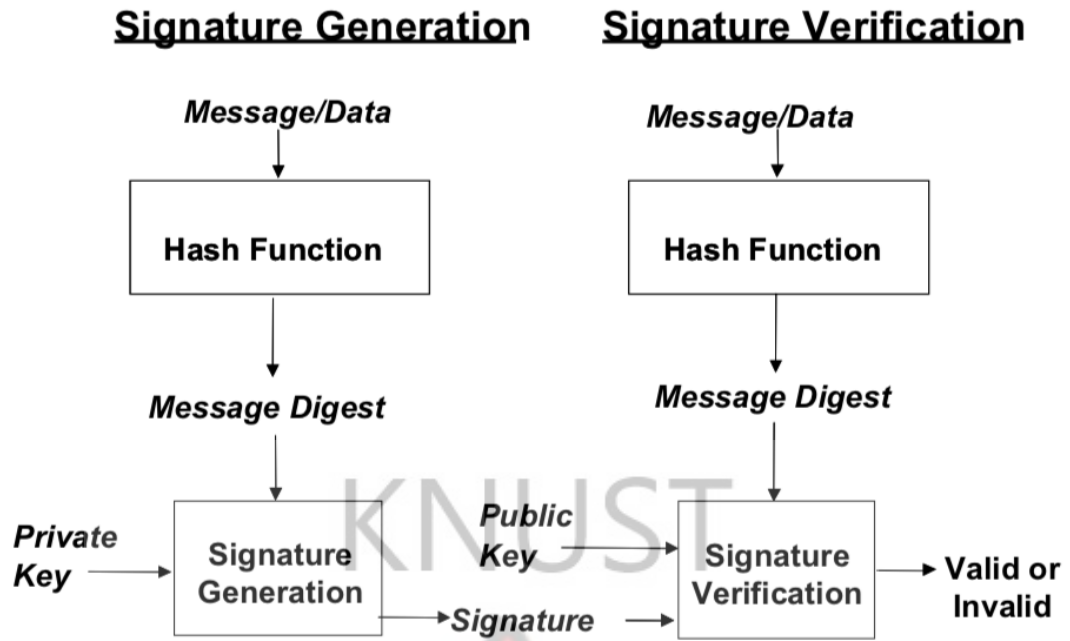 Signature Generation
Signature Verification
Message/Data
Message/Data
Hash Function
Hash Function
Message Digest
Message Digest
KNUST
Private
Key
Signature
Generation
Public
Key
Signature
Signature
Verification
Valid or
Invalid